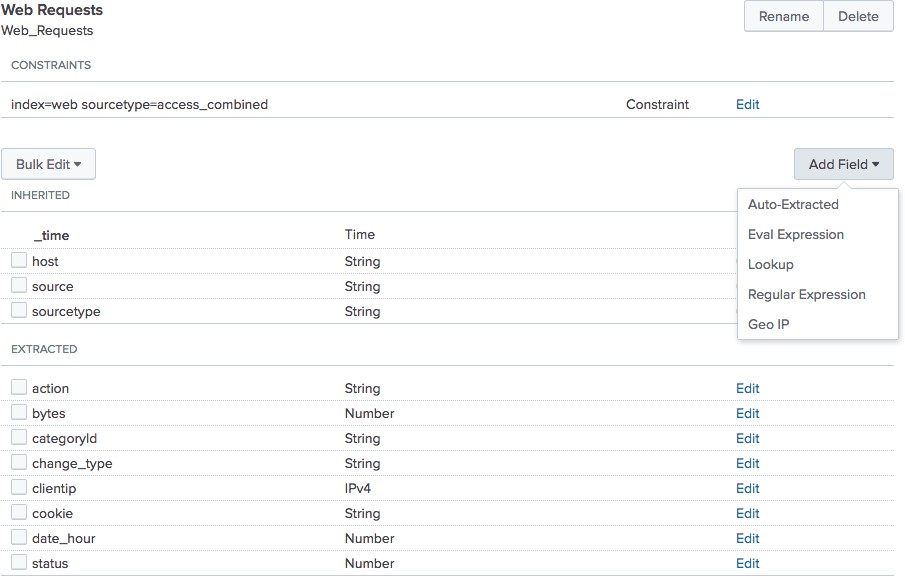 Web Requests
Web_Requests
Rename Delete
CONSTRAINTS
index=web sourcetype=access_combined Constraint Edit
Bulk Edit Add Field
INHERITED
Auto-Extracted
Eval Expression
Lookup
Regular Expression
Geo IP
_time Time
host String
source String
sourcetype String
EXTRACTED
action String Edit
bytes Number Edit
categoryId String Edit
change_type String Edit
clientip IPv4 Edit
cookie String Edit
date_hour Number Edit
status Number Edit